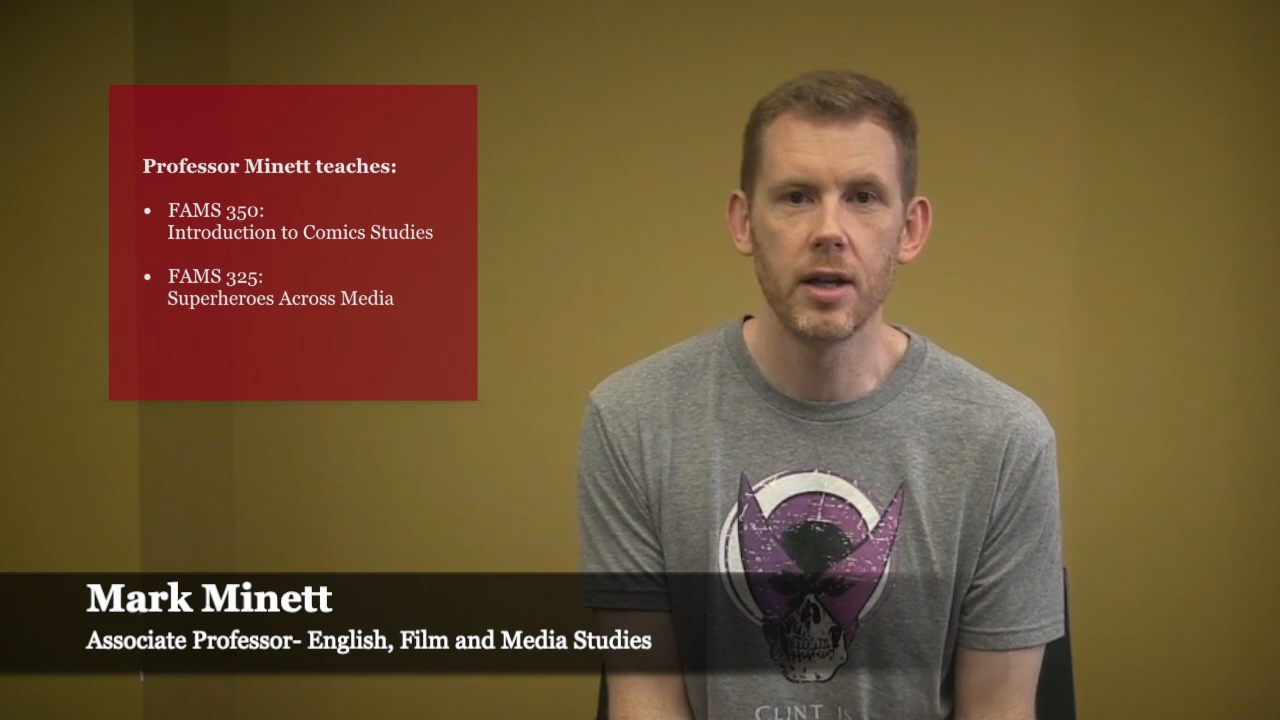 Professor Minett teaches:
• FAMS 350:
Introduction to Comics Studies
• FAMS 325:
Superheroes Across Media
Mark Minett
Associate Professor- English, Film and Media Studies
CLINT IS